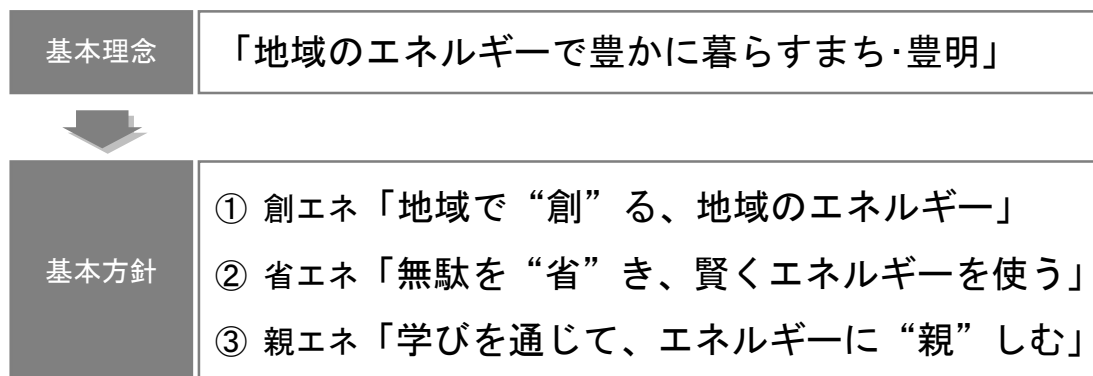 基本理念
「地域のエネルギーで豊かに暮らすまち・豊明」
基本方針
① 創エネ「地域で“創”る、地域のエネルギー」
② 省エネ「無駄を“省”き、賢くエネルギーを使う」
③ 親エネ「学びを通じて、エネルギーに“親”しむ」